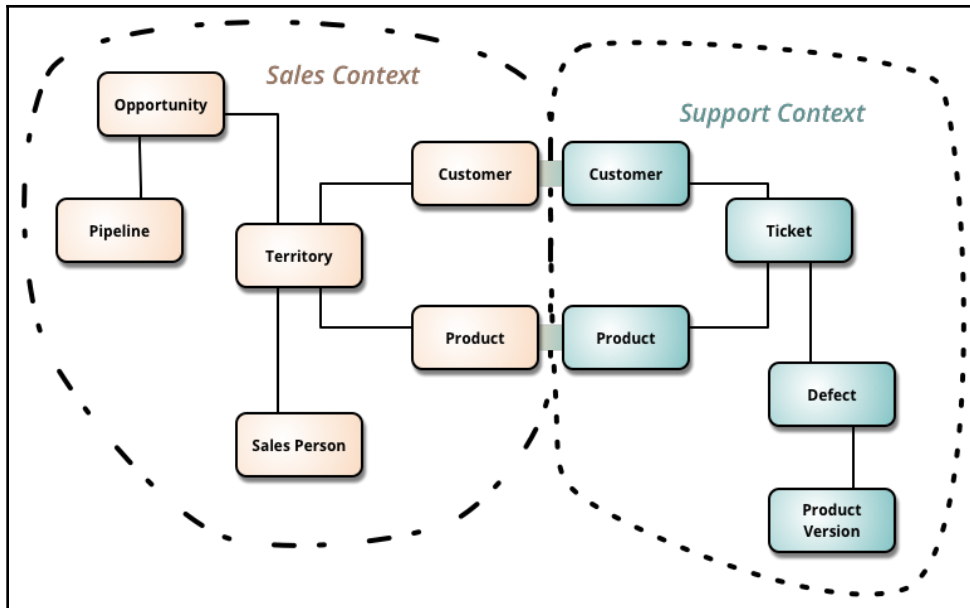 Sales Context
Opportunity
Pipeline
Territory
Customer
Product
Sales Person
Support Context
Customer
Ticket
Product
Defect
Product
Version